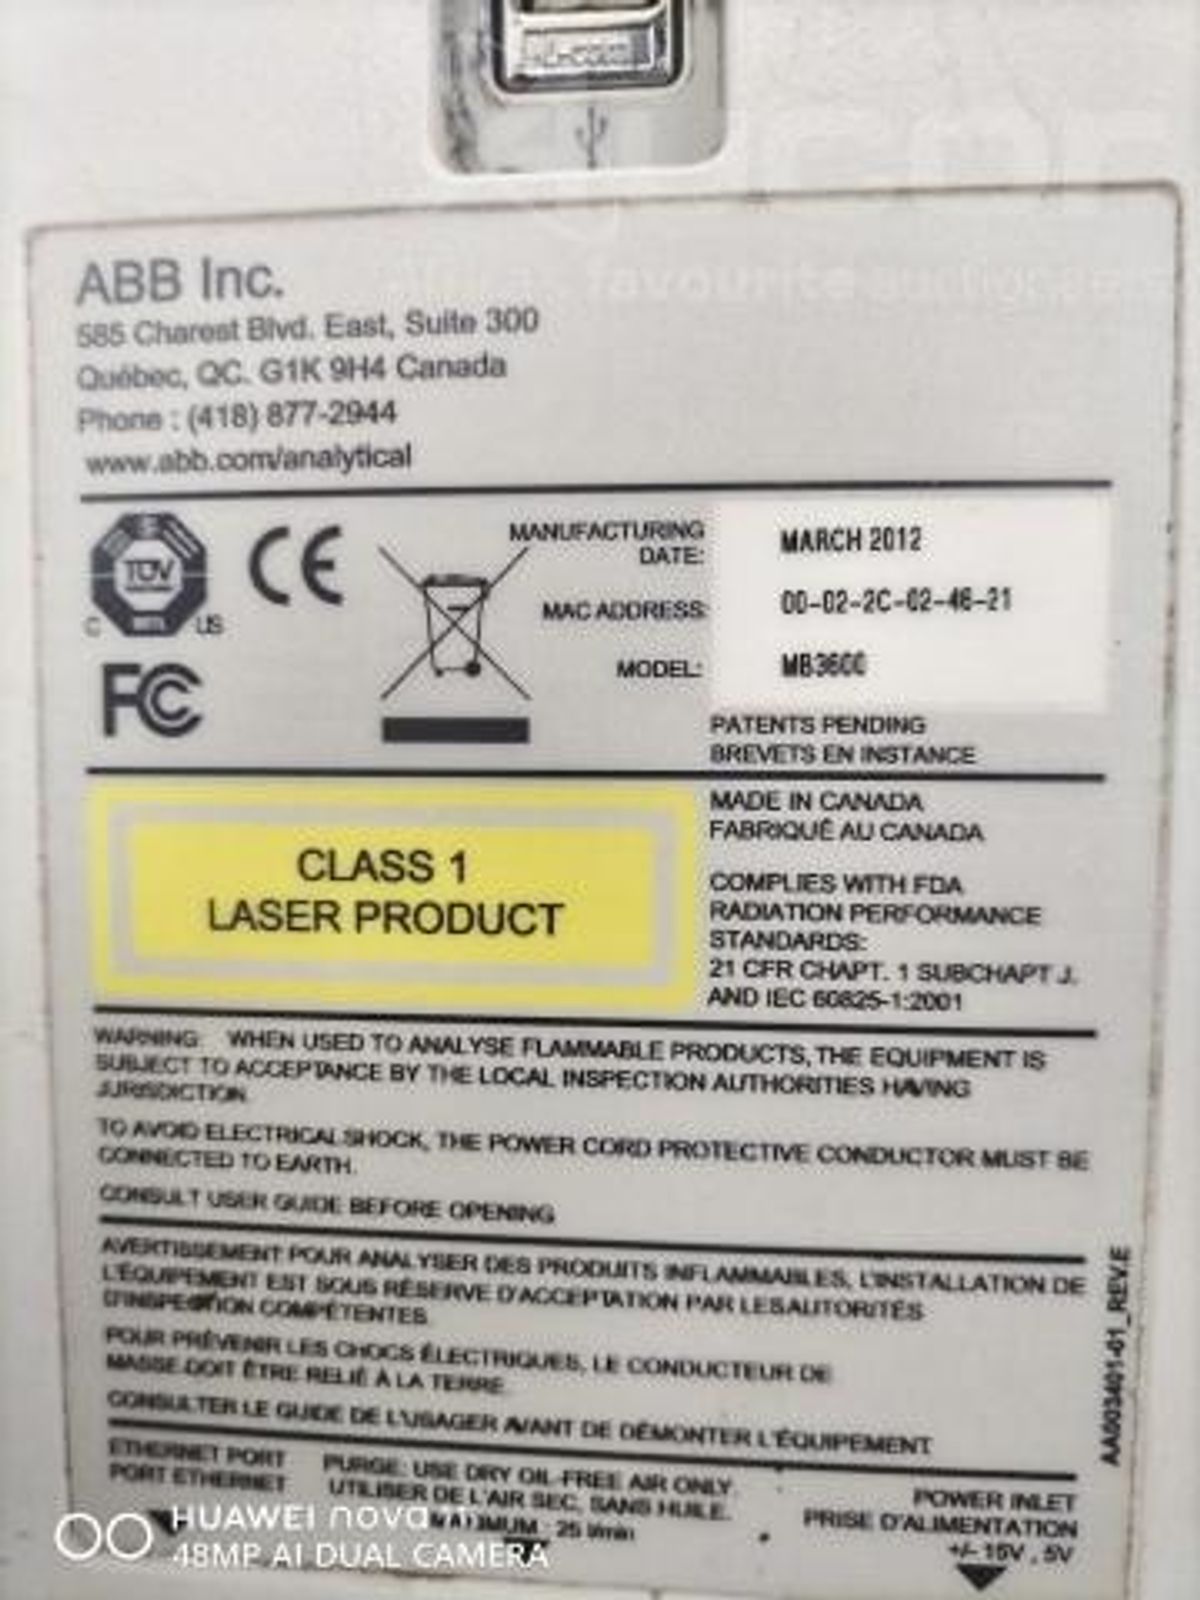 ABB Inc.
585 Charest Blvd. East, Suite 300
Québec, QC. G1K 9H4 Canada
Phone : (418) 877-2944
www.abb.com/analytical
TÜV
C US
CE
FC
MANUFACTURING DATE: MARCH 2012
MAC ADDRESS: 00-02-2C-02-46-21
MODEL: MB3600
PATENTS PENDING
BREVETS EN INSTANCE
CLASS 1
LASER PRODUCT
MADE IN CANADA
FABRIQUÉ AU CANADA
COMPLIES WITH FDA
RADIATION PERFORMANCE
STANDARDS:
21 CFR CHAPT. 1 SUBCHAPT J.
AND IEC 60825-1:2001
WARNING: WHEN USED TO ANALYSE FLAMMABLE PRODUCTS, THE EQUIPMENT IS
SUBJECT TO ACCEPTANCE BY THE LOCAL INSPECTION AUTHORITIES HAVING
JURISDICTION.
TO AVOID ELECTRICAL SHOCK, THE POWER CORD PROTECTIVE CONDUCTOR MUST BE
CONNECTED TO EARTH.
CONSULT USER GUIDE BEFORE OPENING
AVERTISSEMENT POUR ANALYSER DES PRODUITS INFLAMMABLES, L'INSTALLATION DE
L'ÉQUIPEMENT EST SOUS RÉSERVE D'ACCEPTATION PAR LES AUTORITÉS
D'INSPECTION COMPÉTENTES.
POUR PRÉVENIR LES CHOCS ÉLECTRIQUES, LE CONDUCTEUR DE
MASSE DOIT ÊTRE RELIÉ À LA TERRE.
CONSULTER LE GUIDE DE L'USAGER AVANT DE DÉMONTER L'ÉQUIPEMENT
AA003401-01_REV.E
ETHERNET PORT
PORT ETHERNET
PURGE: USE DRY OIL-FREE AIR ONLY
UTILISER DE L'AIR SEC, SANS HUILE.
MAXIMUM : 25 l/min
POWER INLET
PRISE D'ALIMENTATION
+/- 15V , 5V
HUAWEI nova
48MP AI DUAL CAMERA
favourite